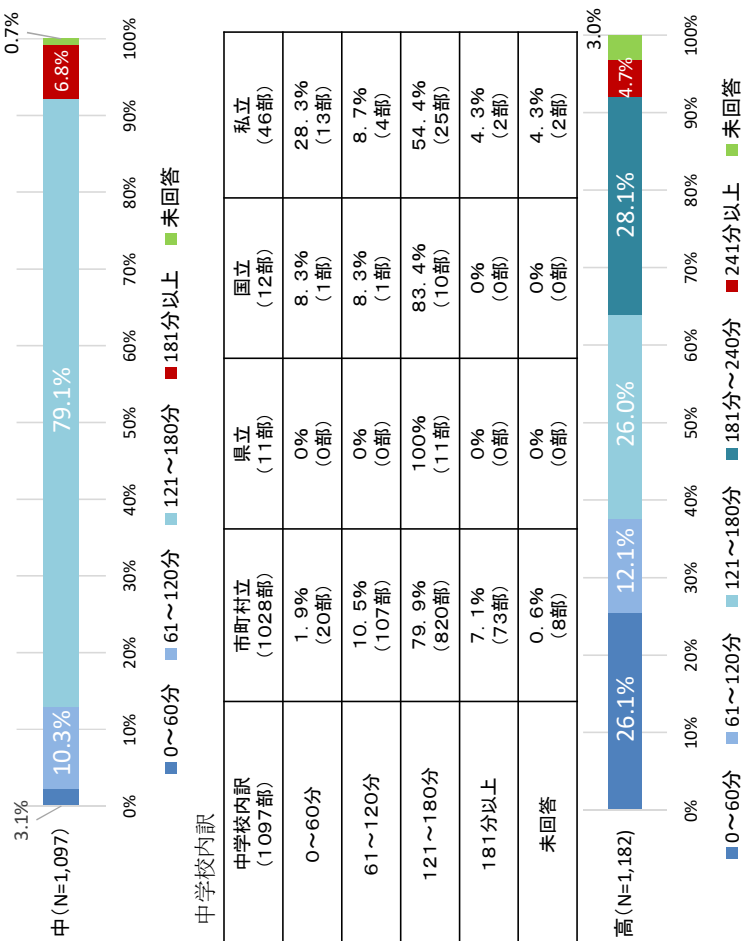 3.1%
0.7%
中(N=1,097)
10.3%
79.1%
6.8%
0%
10%
20%
30%
40%
50%
60%
70%
80%
90%
100%
0～60分
61～120分
121～180分
181分以上
未回答
中学校内訳
中学校内訳
(1097部)
市町村立
(1028部)
県立
(11部)
国立
(12部)
私立
(46部)
0～60分
1.9%
(20部)
0%
(0部)
8.3%
(1部)
28.3%
(13部)
61～120分
10.5%
(107部)
0%
(0部)
8.3%
(1部)
8.7%
(4部)
121～180分
79.9%
(820部)
100%
(11部)
83.4%
(10部)
54.4%
(25部)
181分以上
7.1%
(73部)
0%
(0部)
0%
(0部)
4.3%
(2部)
未回答
0.6%
(8部)
0%
(0部)
0%
(0部)
4.3%
(2部)
3.0%
高(N=1,182)
26.1%
12.1%
26.0%
28.1%
4.7%
0%
10%
20%
30%
40%
50%
60%
70%
80%
90%
100%
0～60分
61～120分
121～180分
181分～240分
241分以上
未回答